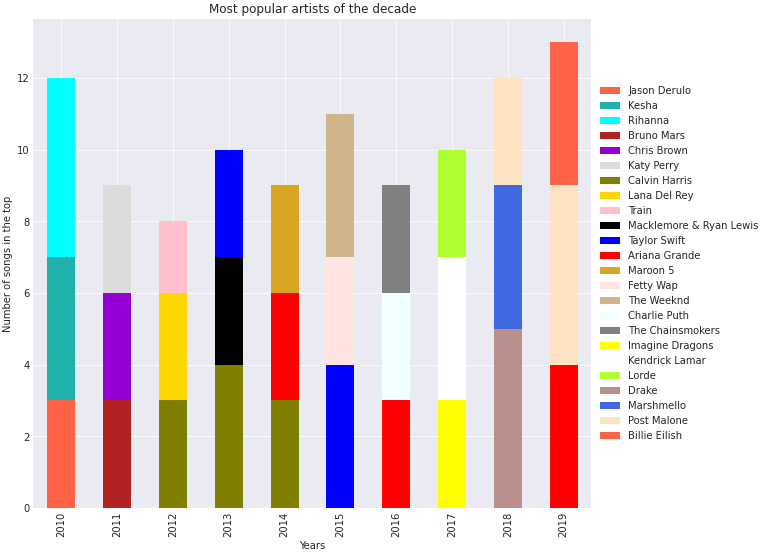 Most popular artists of the decade
Number of songs in the top
12
10
8
6
4
2
0
2010
2011
2012
2013
2014
2015
2016
2017
2018
2019
Years
Jason Derulo
Kesha
Rihanna
Bruno Mars
Chris Brown
Katy Perry
Calvin Harris
Lana Del Rey
Train
Macklemore & Ryan Lewis
Taylor Swift
Ariana Grande
Maroon 5
Fetty Wap
The Weeknd
Charlie Puth
The Chainsmokers
Imagine Dragons
Kendrick Lamar
Lorde
Drake
Marshmello
Post Malone
Billie Eilish